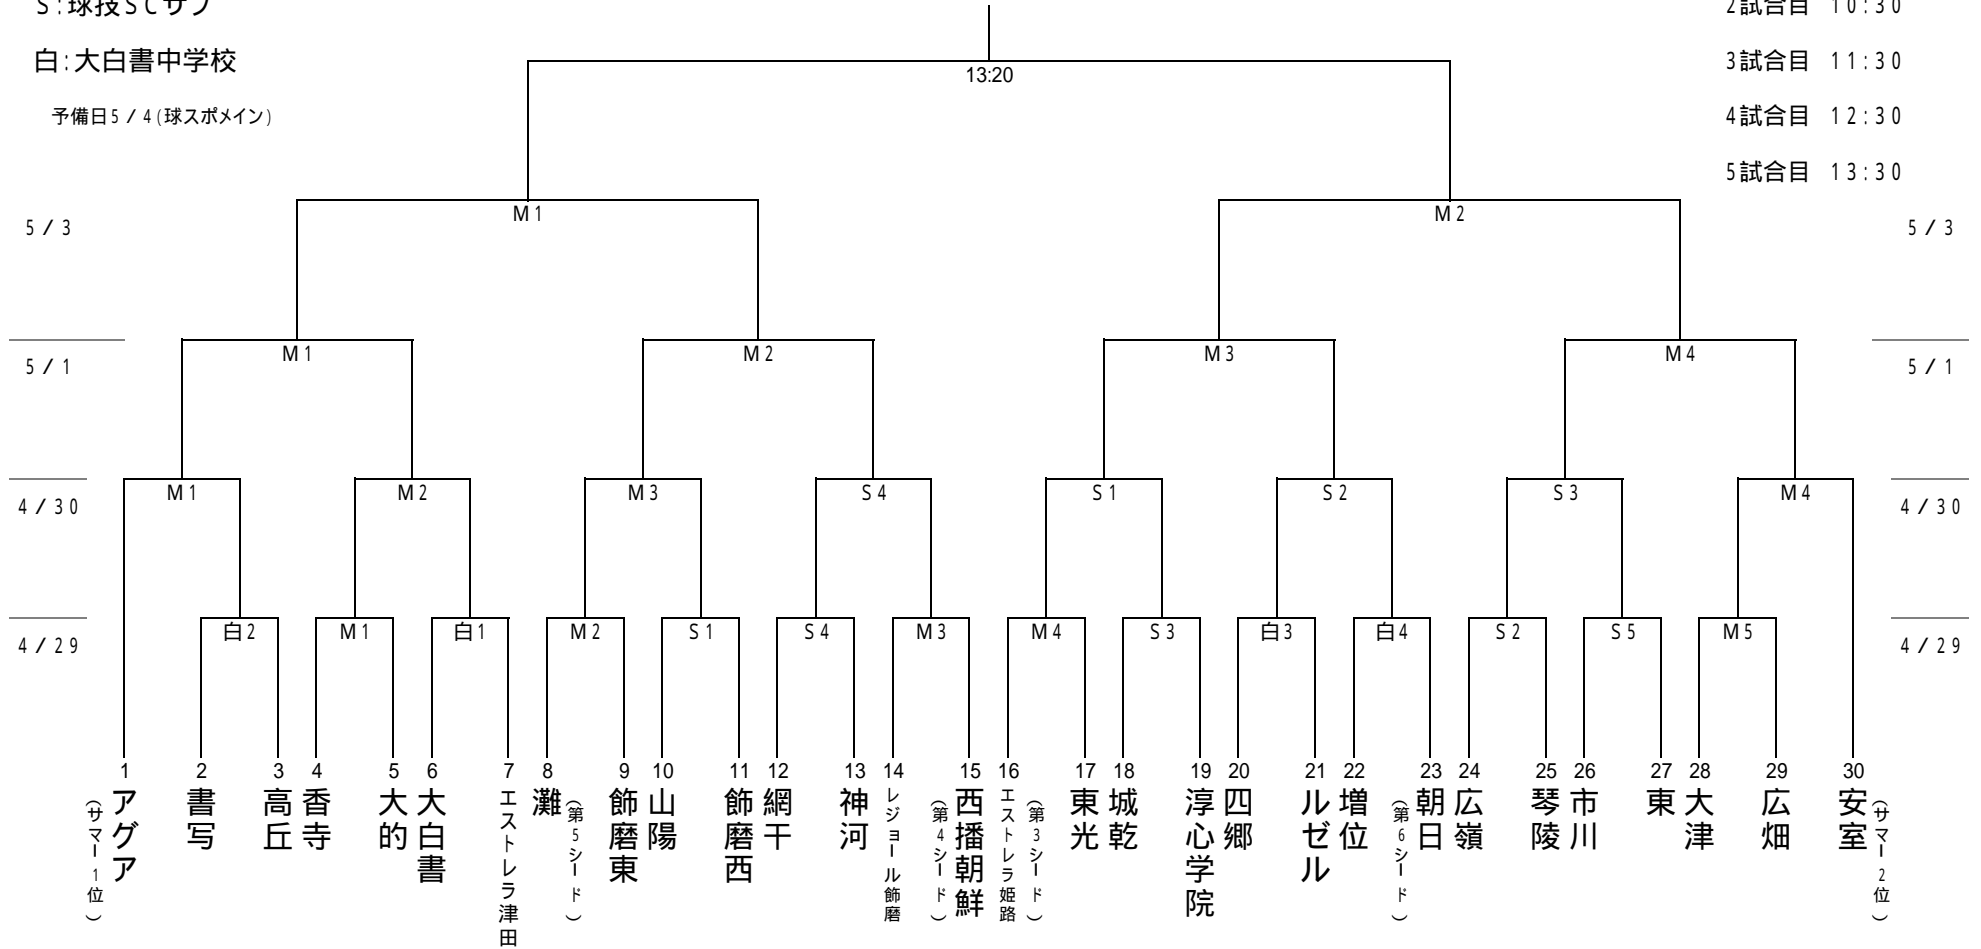 S:球技SCサブ
2試合目 10:30
白:大白書中学校
3試合目 11:30
13:20
予備日5/4(球スポメイン)
4試合目 12:30
5試合目 13:30
M1
M2
5/3
5/3
M1
M2
M3
M4
5/1
5/1
M1
M2
M3
S4
S1
S2
S3
M4
4/30
4/30
白2
M1
白1
M2
S1
S4
M3
M4
S3
白3
白4
S2
S5
M5
4/29
4/29
1
アグア
(サマー1位)
2
書写
3
高丘
4
香寺
5
大的
6
大白書
7
エストレラ津田
8
灘
(第5シード)
9
飾磨東
10
山陽
11
飾磨西
12
網干
13
神河
14
レジョール飾磨
15
西播朝鮮
(第4シード)
16
エストレラ姫路
(第3シード)
17
東光
18
城乾
19
淳心学院
20
四郷
21
ルゼル
22
増位
23
朝日
(第6シード)
24
広嶺
25
琴陵
26
市川
27
東
28
大津
29
広畑
30
安室
(サマー2位)